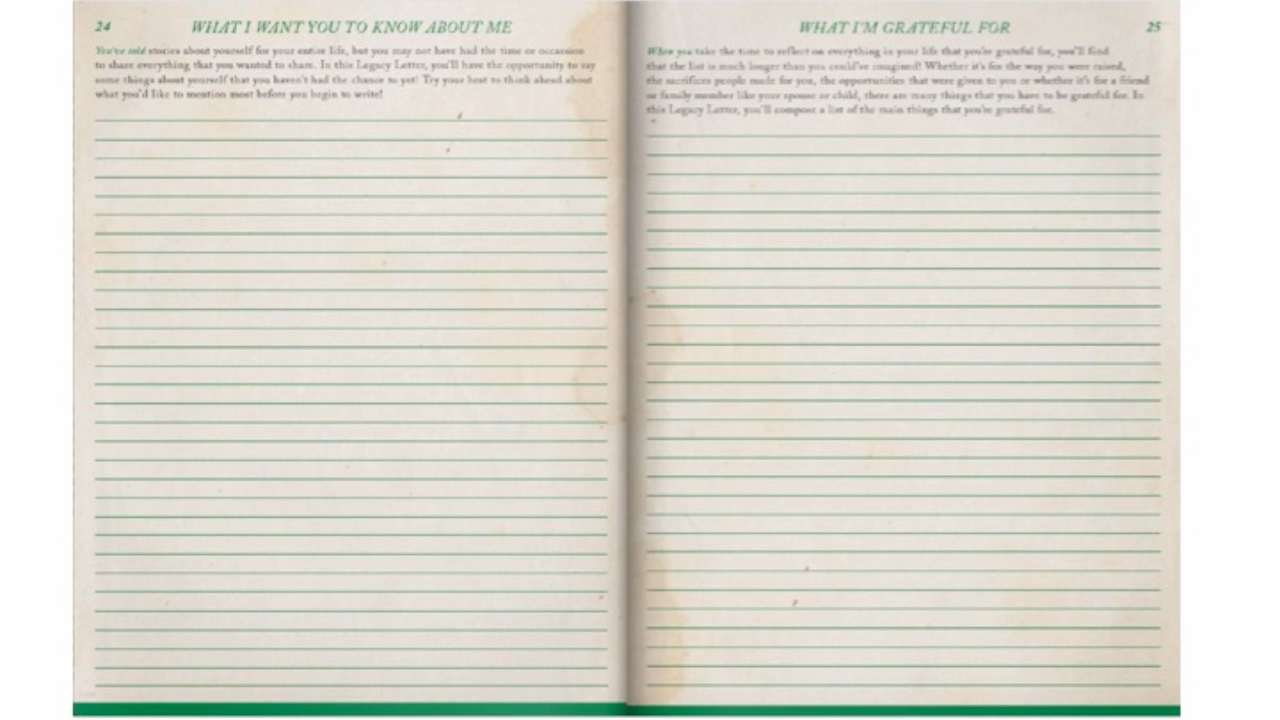 24
WHAT I WANT YOU TO KNOW ABOUT ME
You've told stories about yourself for your entire life, but you may not have had the time or occassion
to share everything that you wanted to share. In this Legacy Letter, you'll have the opportunity to say
some things about yourself that you haven't had the chance to yet! Try your best to think ahead about
what you'd like to mention most before you begin to write!
WHAT I'M GRATEFUL FOR
25
When you take the time to reflect on everything in your life that you're grateful for, you'll find
that the list is much longer than you could've imagined! Whether it's for the way you were raised,
the sacrifices people made for you, the opportunities that were given to you or whether it's for a friend
or family member like your spouse or child, there are many things that you have to be grateful for. In
this Legacy Letter, you'll compose a list of the main things that you're grateful for.